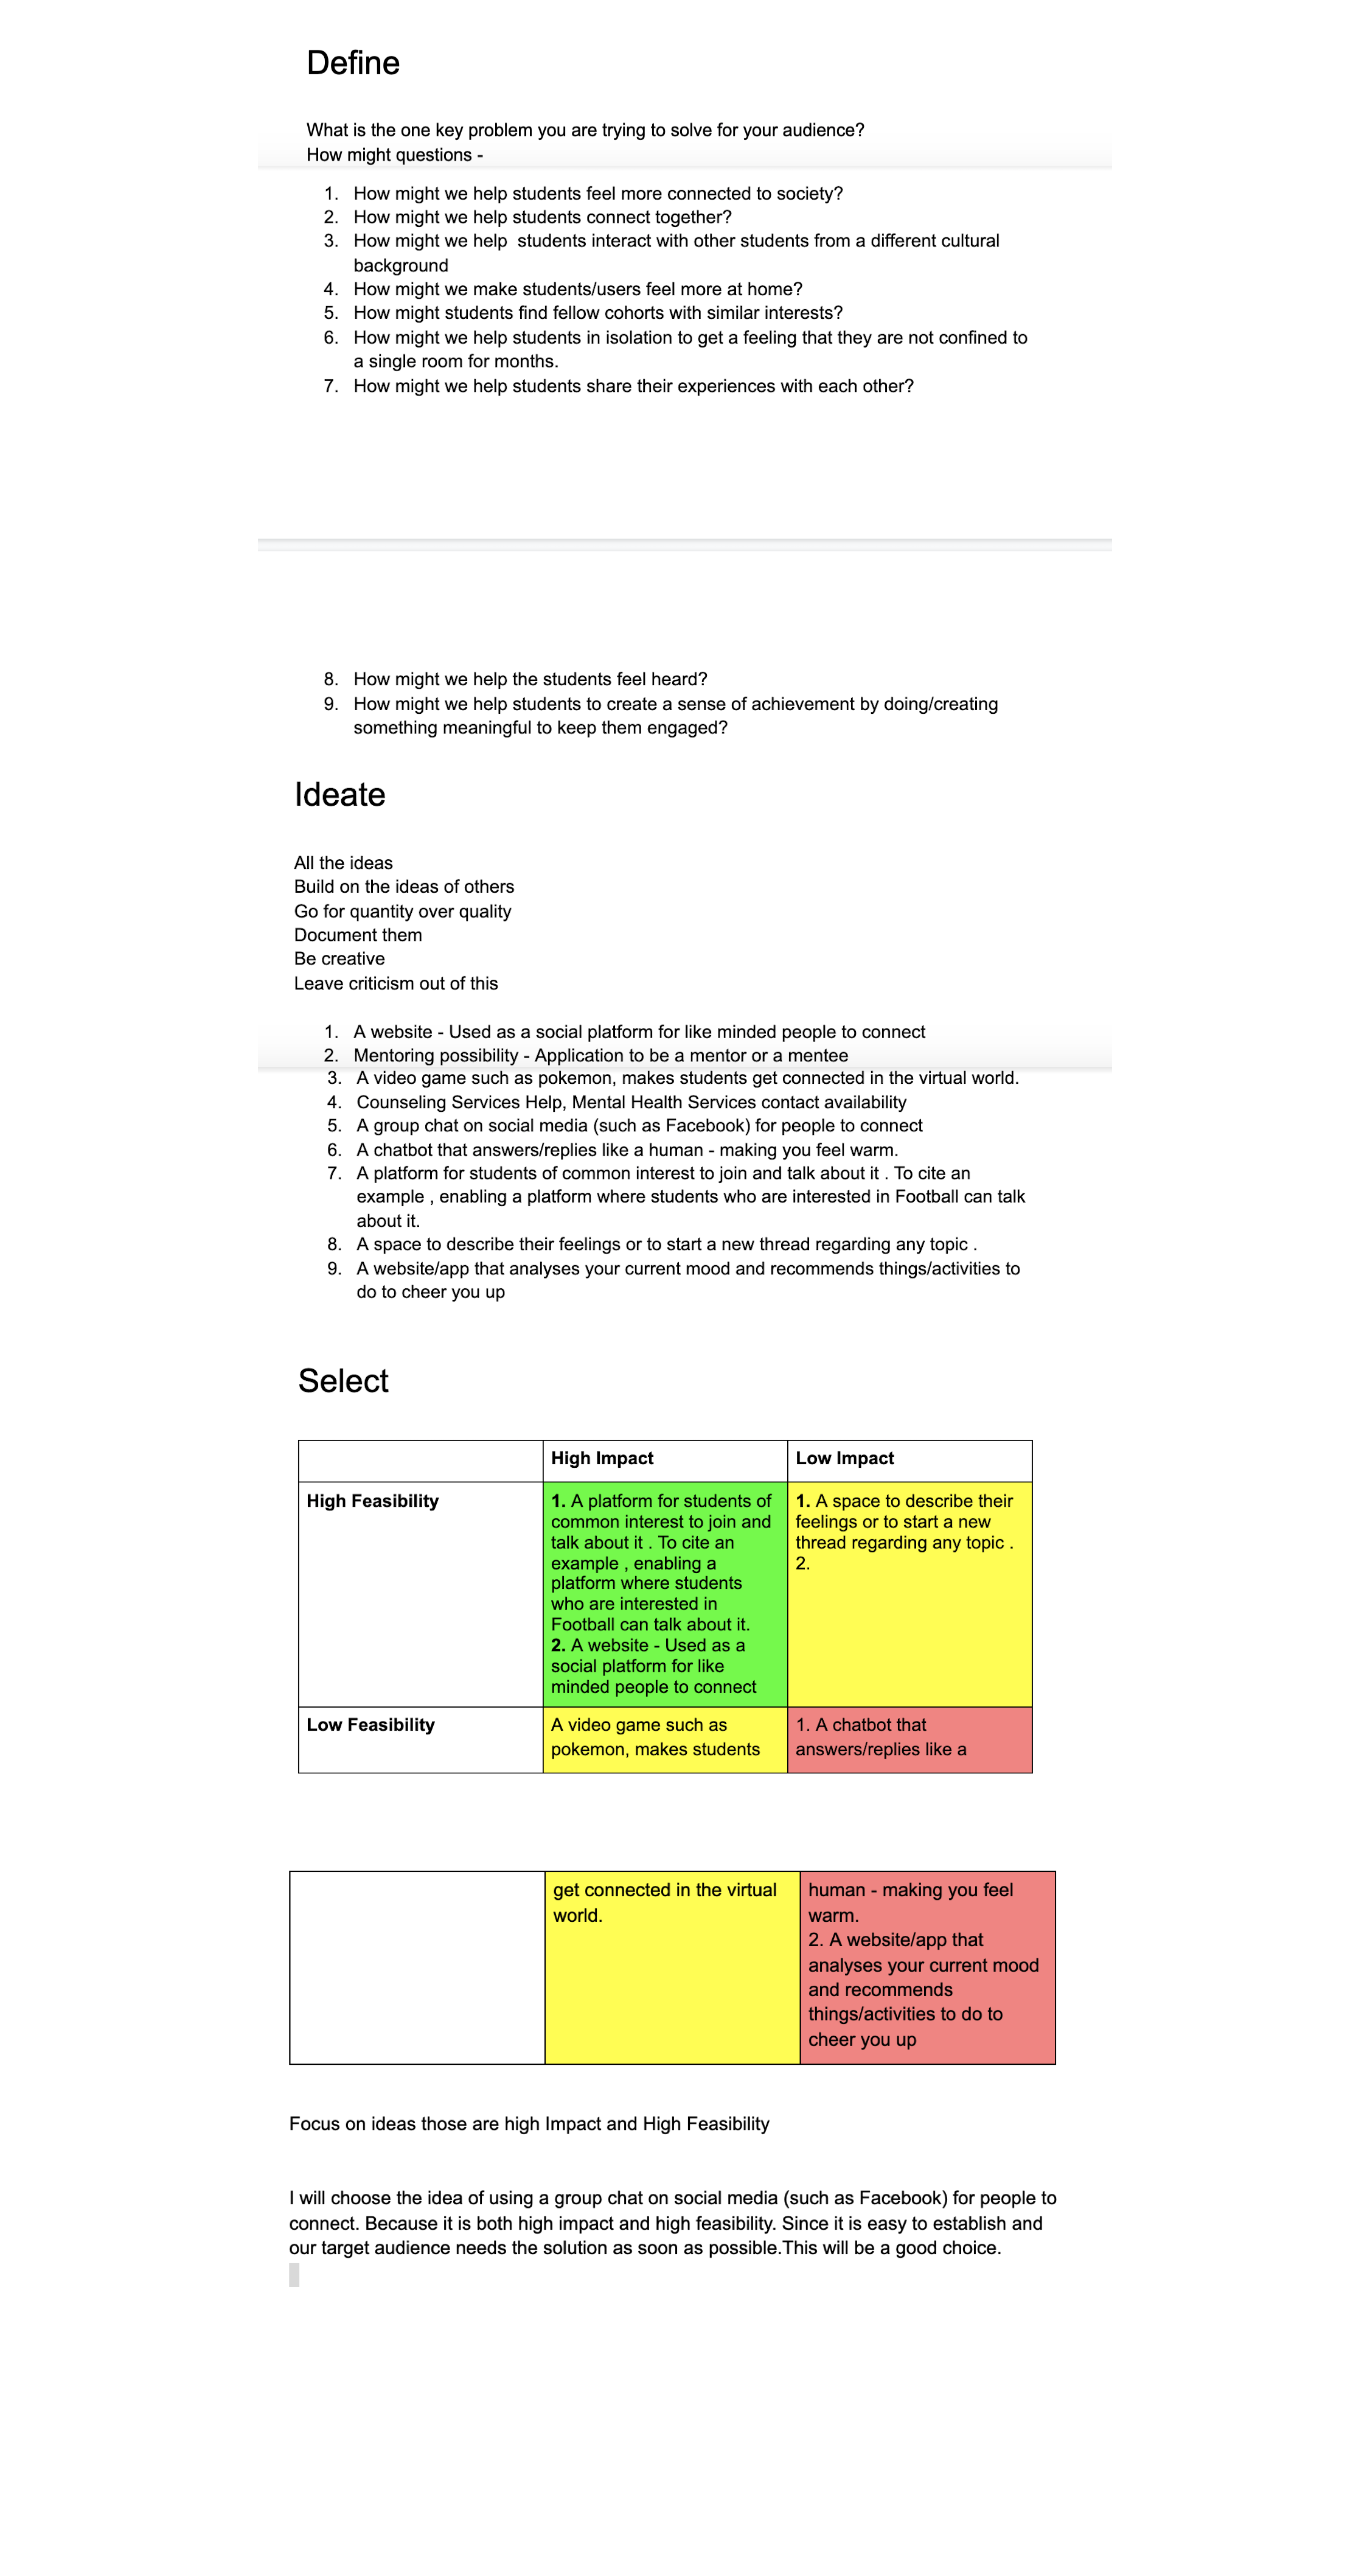 Define
What is the one key problem you are trying to solve for your audience?
How might questions -
1. How might we help students feel more connected to society?
2. How might we help students connect together?
3. How might we help  students interact with other students from a different cultural
background
4. How might we make students/users feel more at home?
5. How might students find fellow cohorts with similar interests?
6. How might we help students in isolation to get a feeling that they are not confined to
a single room for months.
7. How might we help students share their experiences with each other?
8. How might we help the students feel heard?
9. How might we help students to create a sense of achievement by doing/creating
something meaningful to keep them engaged?
Ideate
All the ideas
Build on the ideas of others
Go for quantity over quality
Document them
Be creative
Leave criticism out of this
1. A website - Used as a social platform for like minded people to connect
2. Mentoring possibility - Application to be a mentor or a mentee
3. A video game such as pokemon, makes students get connected in the virtual world.
4. Counseling Services Help, Mental Health Services contact availability
5. A group chat on social media (such as Facebook) for people to connect
6. A chatbot that answers/replies like a human - making you feel warm.
7. A platform for students of common interest to join and talk about it . To cite an
example , enabling a platform where students who are interested in Football can talk
about it.
8. A space to describe their feelings or to start a new thread regarding any topic .
9. A website/app that analyses your current mood and recommends things/activities to
do to cheer you up
Select
High Impact
Low Impact
High Feasibility
1. A platform for students of
common interest to join and
talk about it . To cite an
example , enabling a
platform where students
who are interested in
Football can talk about it.
2. A website - Used as a
social platform for like
minded people to connect
1. A space to describe their
feelings or to start a new
thread regarding any topic .
2.
Low Feasibility
A video game such as
pokemon, makes students
1. A chatbot that
answers/replies like a
get connected in the virtual
world.
human - making you feel
warm.
2. A website/app that
analyses your current mood
and recommends
things/activities to do to
cheer you up
Focus on ideas those are high Impact and High Feasibility
I will choose the idea of using a group chat on social media (such as Facebook) for people to
connect. Because it is both high impact and high feasibility. Since it is easy to establish and
our target audience needs the solution as soon as possible.This will be a good choice.